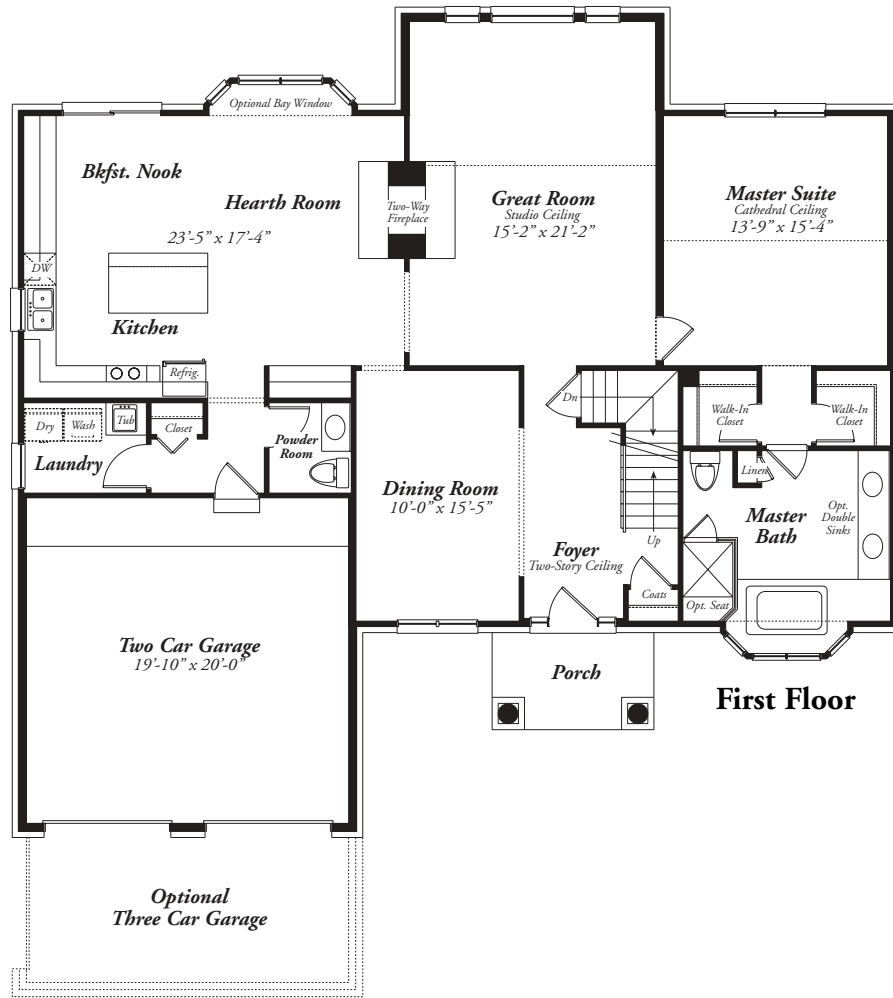 Optional Bay Window
Bkfst. Nook
Hearth Room
23'-5" x 17'-4"
Two-Way
Fireplace
Great Room
Studio Ceiling
15'-2" x 21'-2"
Master Suite
Cathedral Ceiling
13'-9" x 15'-4"
DW
Kitchen
Refrig.
Dn
Walk-In
Closet
Walk-In
Closet
Dry
Wash
Tub
Closet
Laundry
Powder
Room
Linen
Dining Room
10'-0" x 15'-5"
Master
Bath
Opt.
Double
Sinks
Up
Foyer
Two-Story Ceiling
Coats
Opt. Seat
Two Car Garage
19'-10" x 20'-0"
Porch
First Floor
Optional
Three Car Garage